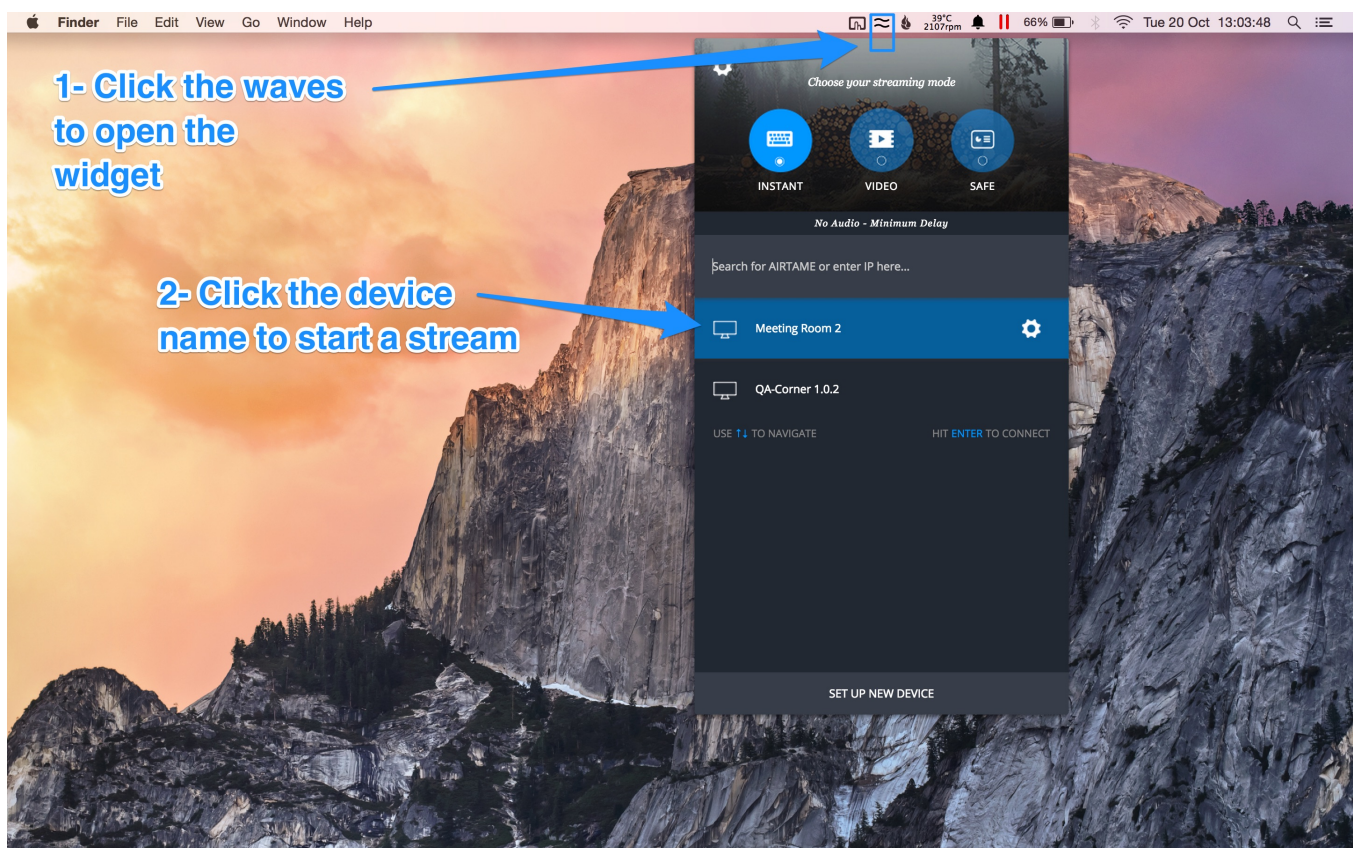 Finder File Edit View Go Window Help
39°C
2107rpm
66%
Tue 20 Oct 13:03:48
1- Click the waves
to open the
widget
2- Click the device
name to start a stream
Choose your streaming mode
INSTANT VIDEO SAFE
No Audio - Minimum Delay
Search for AIRTAME or enter IP here...
Meeting Room 2
QA-Corner 1.0.2
USE ↑↓ TO NAVIGATE HIT ENTER TO CONNECT
SET UP NEW DEVICE